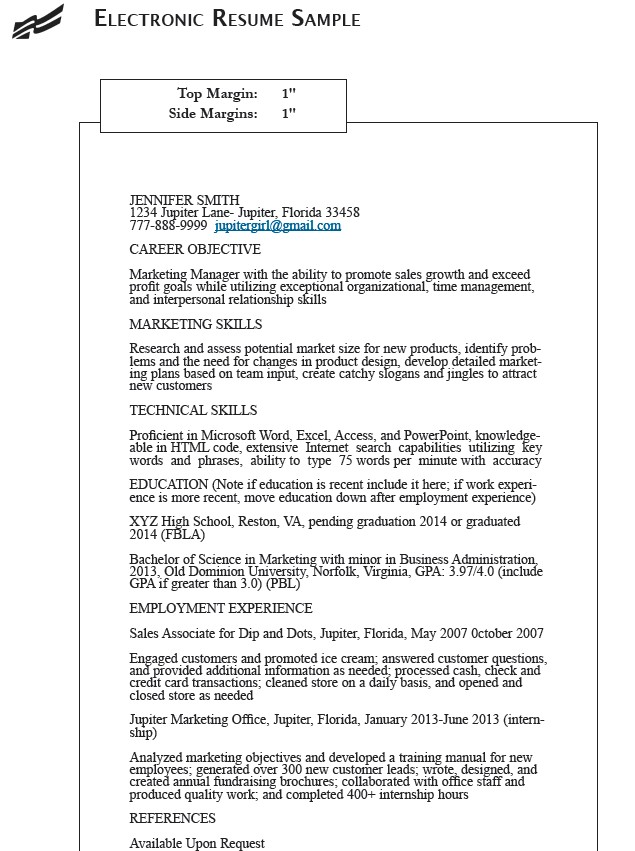 Electronic Resume Sample
Top Margin: 1"
Side Margins: 1"
JENNIFER SMITH
1234 Jupiter Lane- Jupiter, Florida 33458
777-888-9999 jupitergirl@gmail.com
CAREER OBJECTIVE
Marketing Manager with the ability to promote sales growth and exceed
profit goals while utilizing exceptional organizational, time management,
and interpersonal relationship skills
MARKETING SKILLS
Research and assess potential market size for new products, identify prob-
lems and the need for changes in product design, develop detailed market-
ing plans based on team input, create catchy slogans and jingles to attract
new customers
TECHNICAL SKILLS
Proficient in Microsoft Word, Excel, Access, and PowerPoint, knowledge-
able in HTML code, extensive Internet search capabilities utilizing key
words and phrases, ability to type 75 words per minute with accuracy
EDUCATION (Note if education is recent include it here; if work experi-
ence is more recent, move education down after employment experience)
XYZ High School, Reston, VA, pending graduation 2014 or graduated
2014 (FBLA)
Bachelor of Science in Marketing with minor in Business Administration,
2013, Old Dominion University, Norfolk, Virginia, GPA: 3.97/4.0 (include
GPA if greater than 3.0) (PBL)
EMPLOYMENT EXPERIENCE
Sales Associate for Dip and Dots, Jupiter, Florida, May 2007 0ctober 2007
Engaged customers and promoted ice cream; answered customer questions,
and provided additional information as needed; processed cash, check and
credit card transactions; cleaned store on a daily basis, and opened and
closed store as needed
Jupiter Marketing Office, Jupiter, Florida, January 2013-June 2013 (intern-
ship)
Analyzed marketing objectives and developed a training manual for new
employees; generated over 300 new customer leads; wrote, designed, and
created annual fundraising brochures; collaborated with office staff and
produced quality work; and completed 400+ internship hours
REFERENCES
Available Upon Request